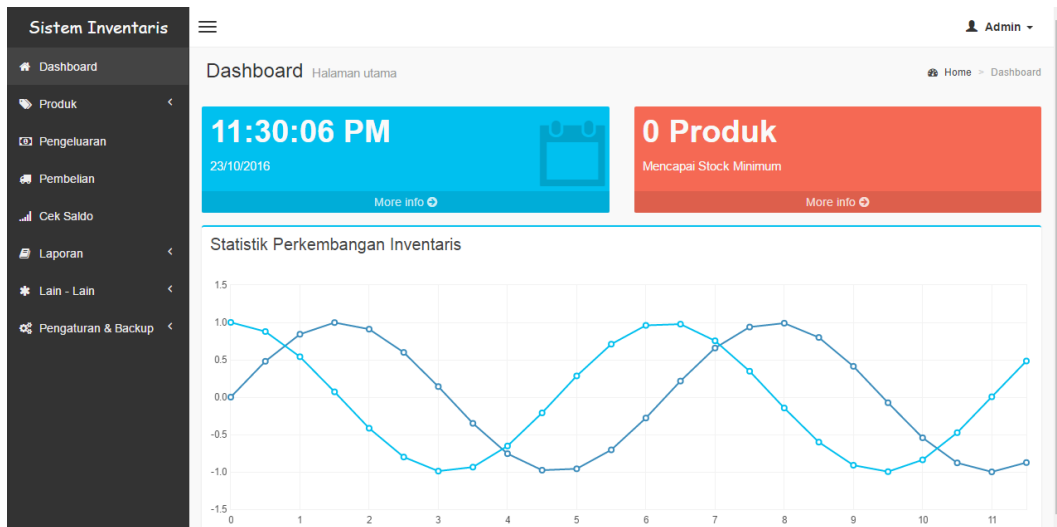 Sistem Inventaris
Admin
Dashboard
Produk
Pengeluaran
Pembelian
Cek Saldo
Laporan
Lain - Lain
Pengaturan & Backup
Dashboard Halaman utama
Home > Dashboard
11:30:06 PM
23/10/2016
More info
0 Produk
Mencapai Stock Minimum
More info
Statistik Perkembangan Inventaris
1.5
1.0
0.5
0.0
-0.5
-1.0
-1.5
0 1 2 3 4 5 6 7 8 9 10 11